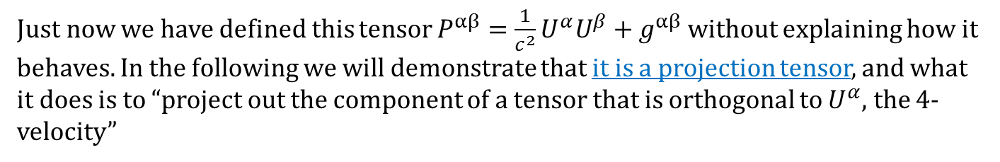 Just now we have defined this tensor $P^{\alpha\beta} = \frac{1}{c^2} U^{\alpha} U^{\beta} + g^{\alpha\beta}$ without explaining how it
behaves. In the following we will demonstrate that it is a projection tensor, and what
it does is to “project out the component of a tensor that is orthogonal to $U^{\alpha}$, the 4-
velocity”